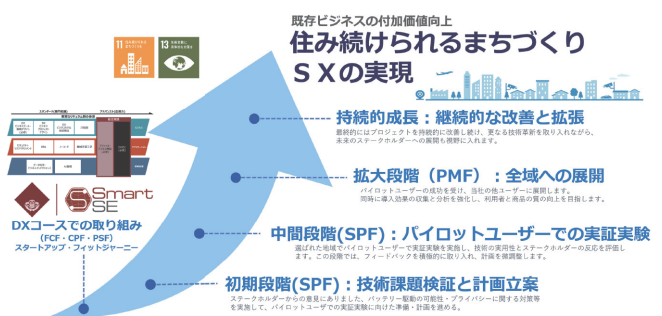 既存ビジネスの付加価値向上
住み続けられるまちづくり
SXの実現
11
13
持続的成長：継続的な改善と拡張
最終的にはプロジェクトを持続的に改善し続け、更なる技術革新を取り入れながら、
未来のステークホルダーへの展開も視野に入れます。
拡大段階（PMF）：全域への展開
パイロットユーザーの成功を受け、当社の他ユーザーに展開します。
同時に導入効果の収集と分析を強化し、利用者と商品の質の向上を目指します。
Smart
SE
DXコースでの取り組み
（FCF・CPF・PSF）
スタートアップ・フィットジャーニー
中間段階(SPF)：パイロットユーザーでの実証実験
選ばれた地域でパイロットユーザーで実証実験を実施し、技術の実用性とステークホルダーの反応を評価し
ます。この段階では、フィードバックを積極的に取り入れ、計画を微調整します。
初期段階(SPF)：技術課題検証と計画立案
ステークホルダーからの意見にありました、バッテリー駆動の可能性・プライバシーに関する対策等
を実施して、パイロットユーザでの実証実験に向けた準備・計画を進める。